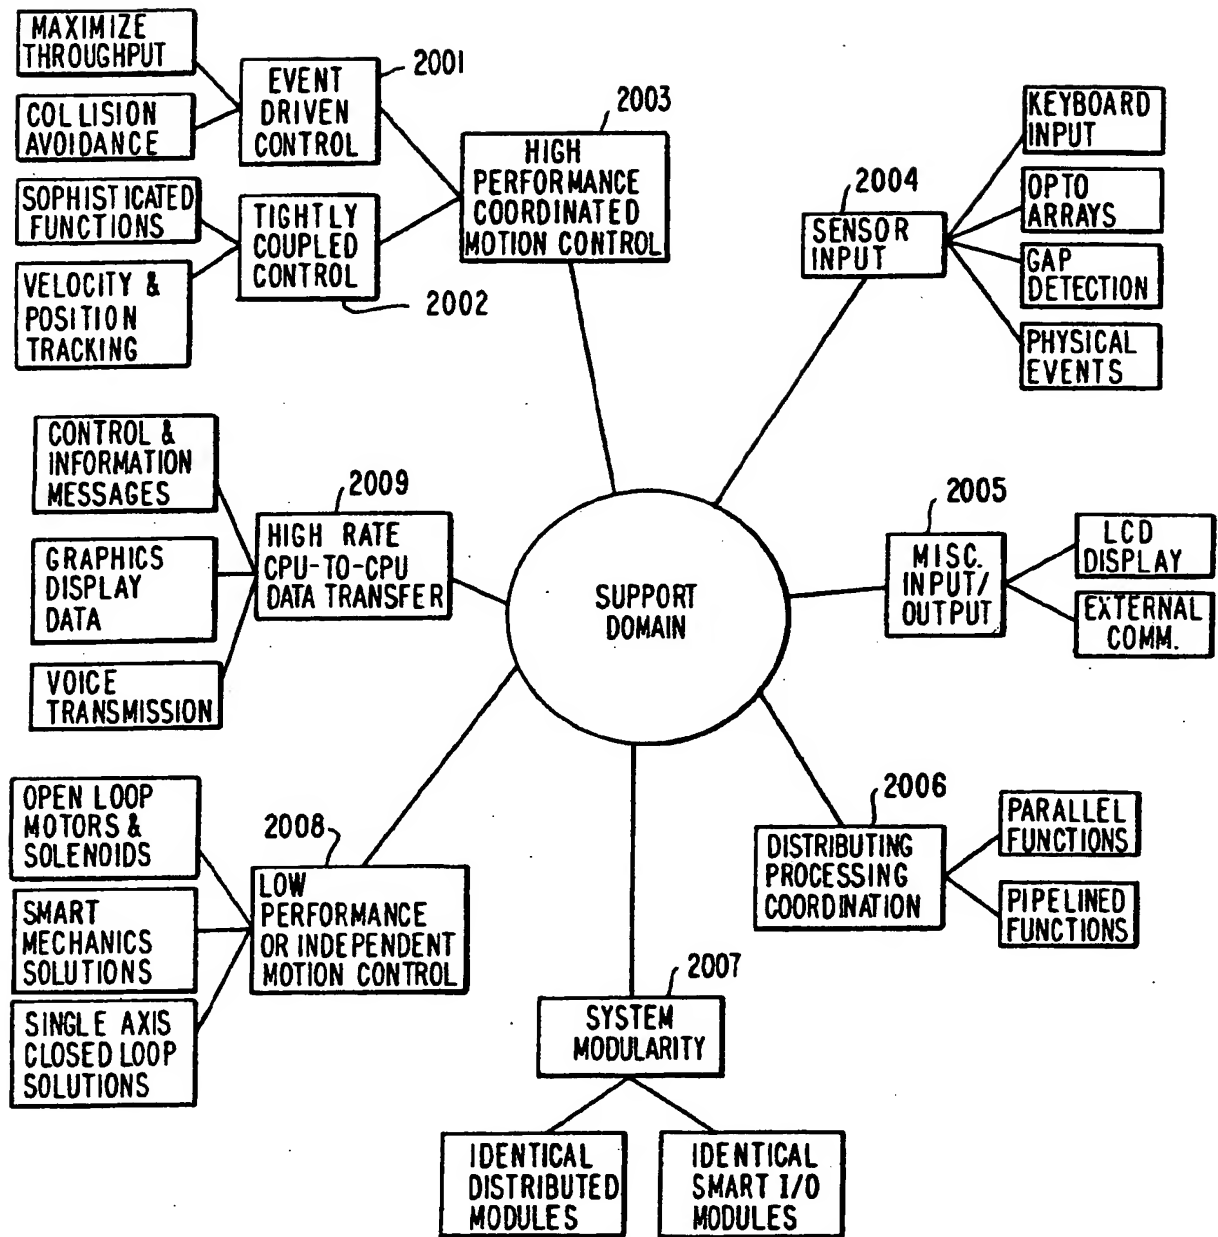 MAXIMIZE
THROUGHPUT
COLLISION
AVOIDANCE
SOPHISTICATED
FUNCTIONS
VELOCITY &
POSITION
TRACKING
EVENT
DRIVEN
CONTROL
2001
TIGHTLY
COUPLED
CONTROL
2002
2003
HIGH
PERFORMANCE
COORDINATED
MOTION CONTROL
2004
SENSOR
INPUT
KEYBOARD
INPUT
OPTO
ARRAYS
GAP
DETECTION
PHYSICAL
EVENTS
CONTROL &
INFORMATION
MESSAGES
GRAPHICS
DISPLAY
DATA
VOICE
TRANSMISSION
2009
HIGH RATE
CPU-TO-CPU
DATA TRANSFER
SUPPORT
DOMAIN
2005
MISC.
INPUT/
OUTPUT
LCD
DISPLAY
EXTERNAL
COMM.
OPEN LOOP
MOTORS &
SOLENOIDS
SMART
MECHANICS
SOLUTIONS
SINGLE AXIS
CLOSED LOOP
SOLUTIONS
2008
LOW
PERFORMANCE
OR INDEPENDENT
MOTION CONTROL
2006
DISTRIBUTING
PROCESSING
COORDINATION
PARALLEL
FUNCTIONS
PIPELINED
FUNCTIONS
2007
SYSTEM
MODULARITY
IDENTICAL
DISTRIBUTED
MODULES
IDENTICAL
SMART I/O
MODULES